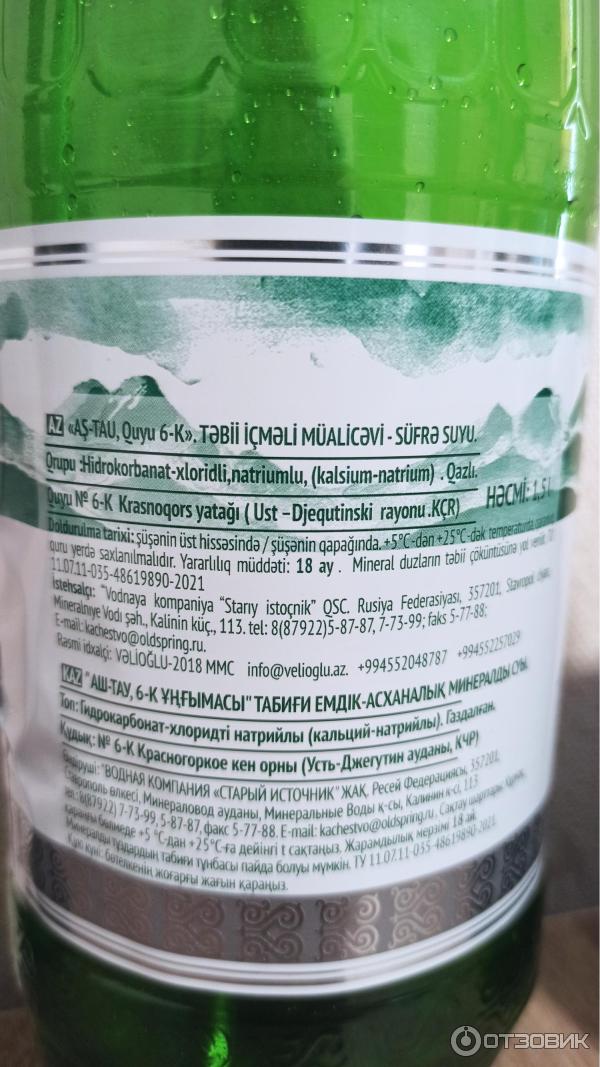 AZ «AŞ-TAU, Quyu 6-K». TƏBİİ İÇMƏLİ MÜALİCƏVİ - SÜFRƏ SUYU.
Qrupu :Hidrokorbanat-xloridli,natriumlu, (kalsium-natrium) . Qazlı.
Quyu № 6-K Krasnoqors yatağı ( Ust –Djequtinski rayonu .KÇR)
HƏCMİ: 1,5 l
Doldurulma tarixi: şüşənin üst hissəsində / şüşənin qapağında. +5°C-dən +25°C-dək temperaturda
quru yerdə saxlanılmalıdır. Yararlılıq müddəti: 18 ay . Mineral duzların təbii çöküntüsünə yol verilir.
11.07.11-035-48619890-2021
İstehsalçı: "Vodnaya kompaniya "Starıy istoçnik" QSC. Rusiya Federasiyası, 357201, Stavropol
Mineralnıye Vodı şəh., Kalinin küç., 113. tel: 8(87922)5-87-87, 7-73-99; faks 5-77-88;
E-mail: kachestvo@oldspring.ru.
Rəsmi idxalçı: VƏLİOĞLU-2018 MMC info@velioglu.az. +994552048787 +994552257029
KAZ "АШ-ТАУ, 6-К ҰҢҒЫМАСЫ" ТАБИҒИ ЕМДІК-АСХАНАЛЫҚ МИНЕРАЛДЫ СУЫ.
Топ: Гидрокарбонат-хлоридті натрийлы (кальций-натрийлы). Газдалған.
Құдық: № 6-К Красногоркое кен орны (Усть-Джегутин ауданы, КЧР)
Өндіруші: "ВОДНАЯ КОМПАНИЯ «СТАРЫЙ ИСТОЧНИК" ЖАҚ, Ресей Федерациясы, 357201,
Ставрополь өлкесі, Минераловод ауданы, Минеральные Воды қ-сы, Калинин к-сі, 113
тел.: 8(87922) 7-73-99, 5-87-87, факс 5-77-88. E-mail: kachestvo@oldspring.ru. Сақтау шарттары:
қараңғы бөлмеде +5 °С-дан +25°С-ға дейінгі t сақтаңыз. Жарамдылық мерзімі 18 ай.
Минералды тұздардың табиғи тұнбасы пайда болуы мүмкін. ТУ 11.07.11-035-48619890-2021.
Құю күні: бөтелкенің жоғарғы жағын қараңыз.
ОТЗОВИК